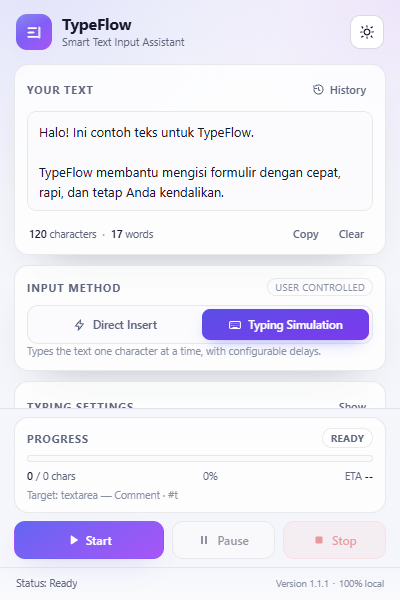 TypeFlow
Smart Text Input Assistant
YOUR TEXT
History
Halo! Ini contoh teks untuk TypeFlow.
TypeFlow membantu mengisi formulir dengan cepat,
rapi, dan tetap Anda kendalikan.
120 characters · 17 words
Copy
Clear
INPUT METHOD
USER CONTROLLED
Direct Insert
Typing Simulation
Types the text one character at a time, with configurable delays.
TYPING SETTINGS
Show
PROGRESS
READY
0 / 0 chars
0%
ETA --
Target: textarea — Comment · #t
Start
Pause
Stop
Status: Ready
Version 1.1.1 · 100% local